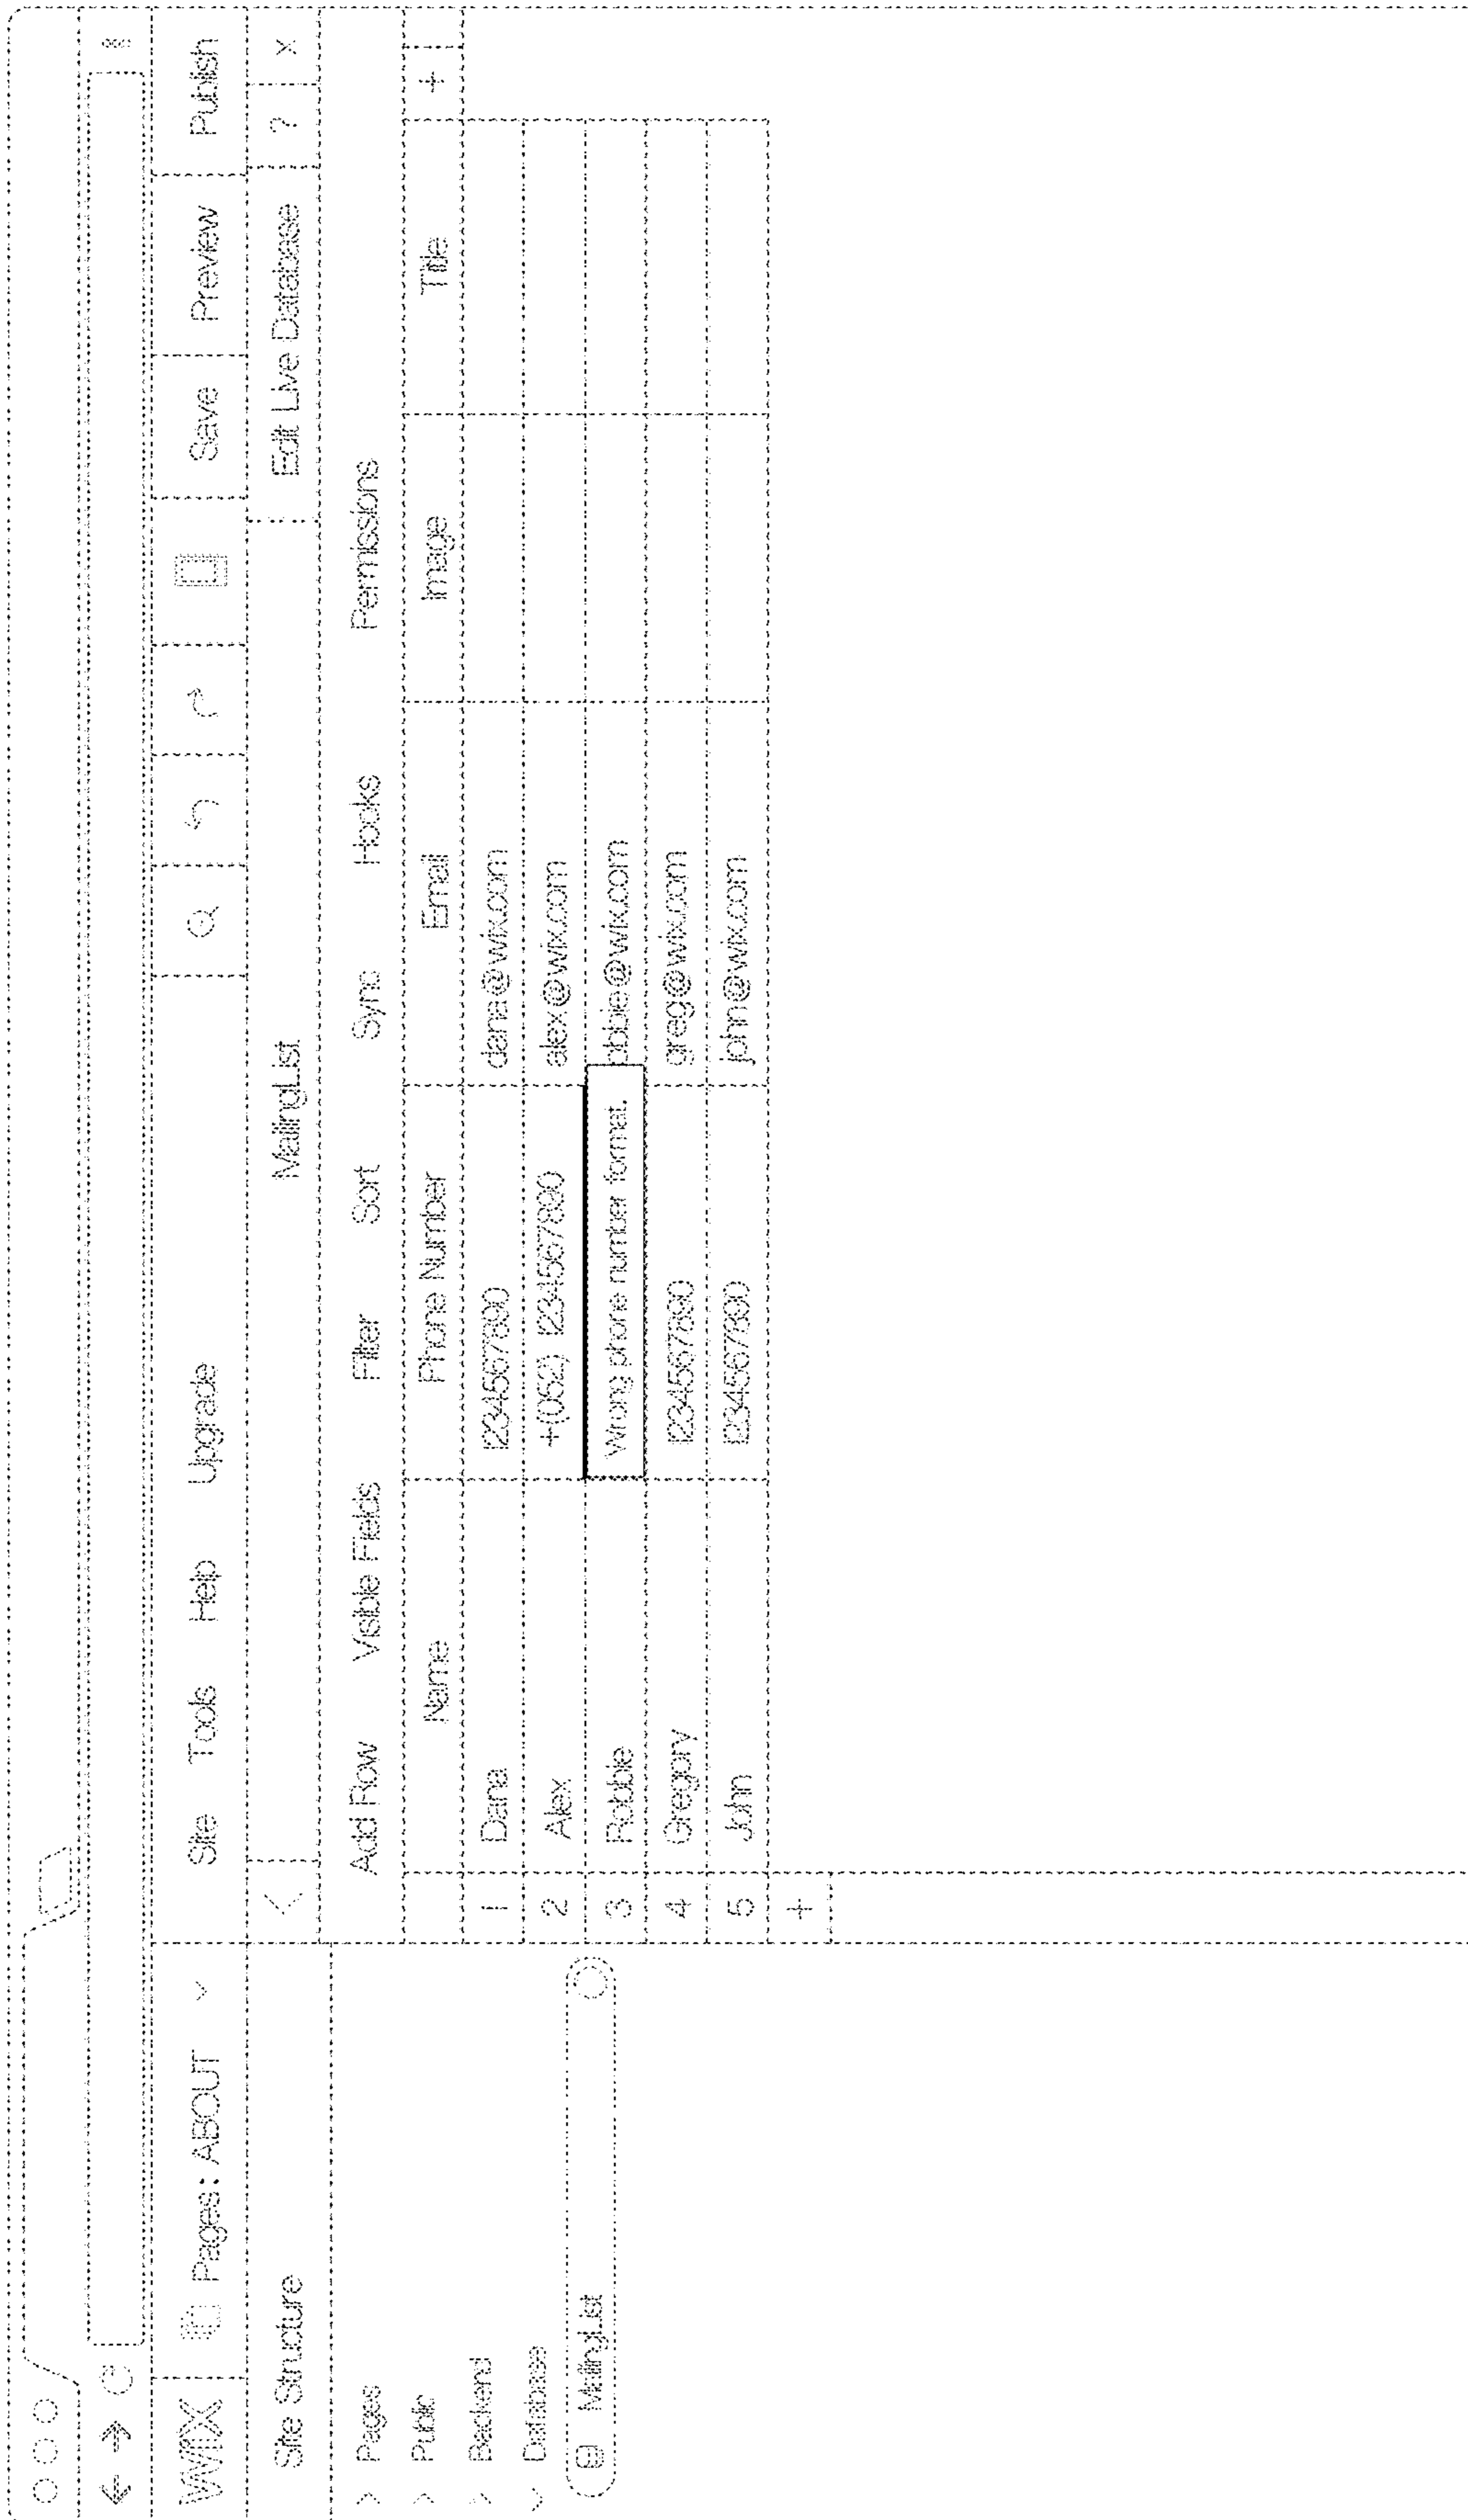 WIX Pages: ABOUT Site Tools Help Upgrade Save Preview Publish
Site Structure MailingList Edit Live Database ? x
Add Row Visible Fields Filter Sort Sync Hooks Permissions
Name Phone Number Email Image Title +
1 Dana 1234567890 dana@wix.com
2 Alex +(052) 1234567890 alex@wix.com
3 Robbie Wrong phone number format. obbie@wix.com
4 Gregory 1234567890 greg@wix.com
5 John 1234567890 john@wix.com
+
> Pages
> Public
> Backend
Database
MailingList